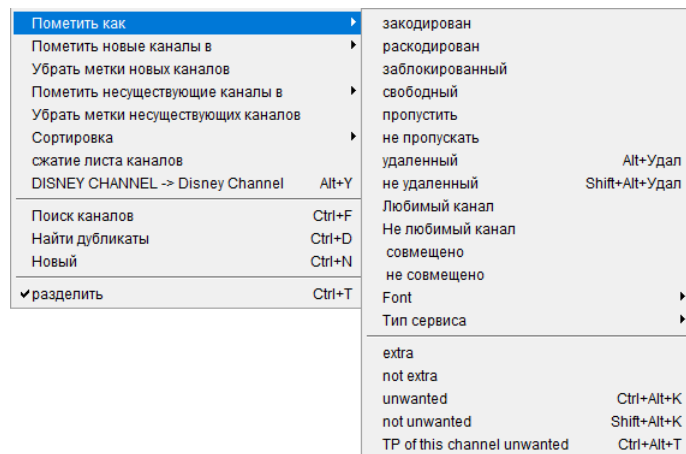 Пометить как
Пометить новые каналы в
Убрать метки новых каналов
Пометить несуществующие каналы в
Убрать метки несуществующих каналов
Сортировка
сжатие листа каналов
DISNEY CHANNEL -> Disney Channel Alt+Y
Поиск каналов Ctrl+F
Найти дубликаты Ctrl+D
Новый Ctrl+N
разделить Ctrl+T
закодирован
раскодирован
заблокированный
свободный
пропустить
не пропускать
удаленный Alt+Удал
не удаленный Shift+Alt+Удал
Любимый канал
Не любимый канал
совмещено
не совмещено
Font
Тип сервиса
extra
not extra
unwanted Ctrl+Alt+K
not unwanted Shift+Alt+K
TP of this channel unwanted Ctrl+Alt+T